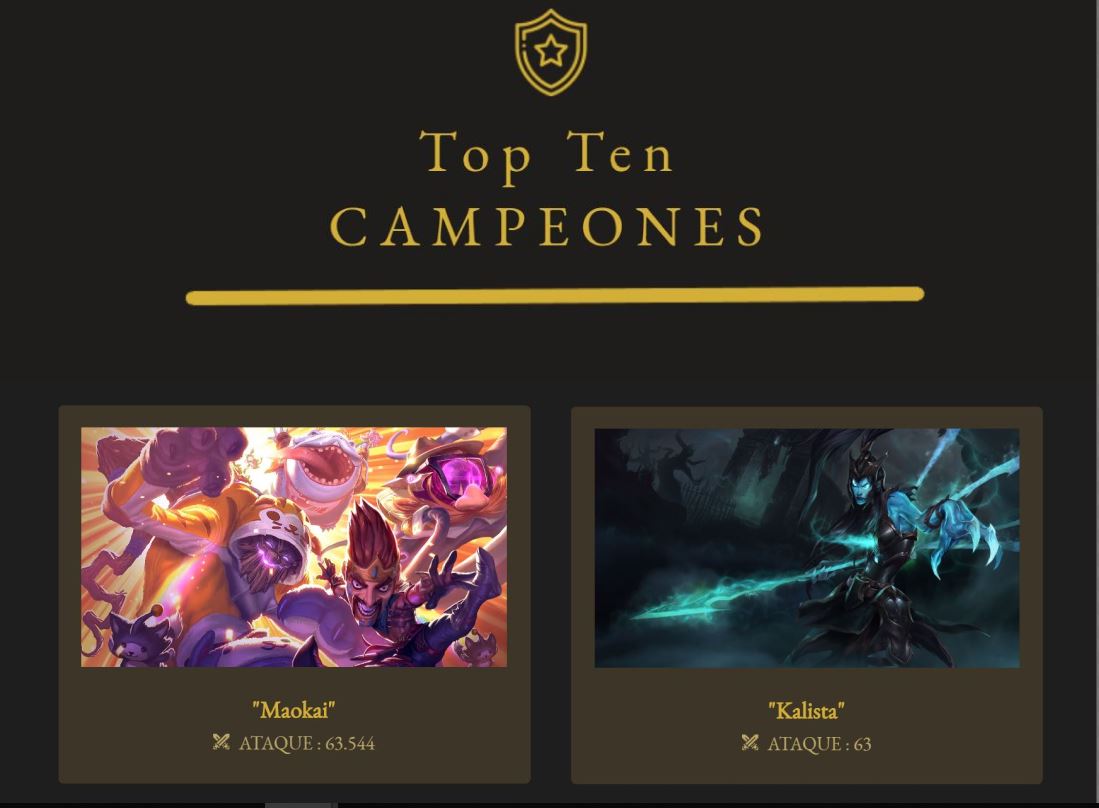 Top Ten
CAMPEONES
"Maokai"
ATAQUE : 63.544
"Kalista"
ATAQUE : 63